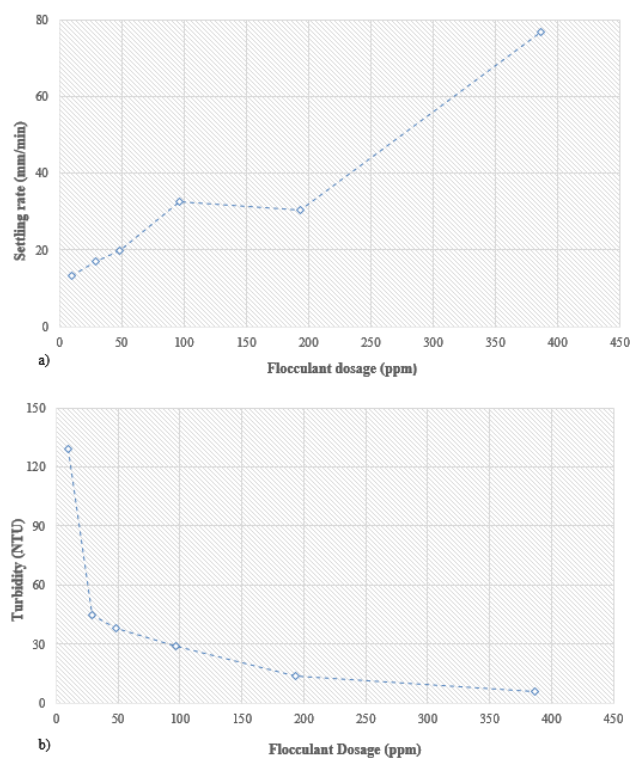 80
60
40
20
0
Settling rate (mm/min)
0 50 100 150 200 250 300 350 400 450
a)
Flocculant dosage (ppm)
150
120
90
60
30
0
Turbidity (NTU)
0 50 100 150 200 250 300 350 400 450
b)
Flocculant Dosage (ppm)